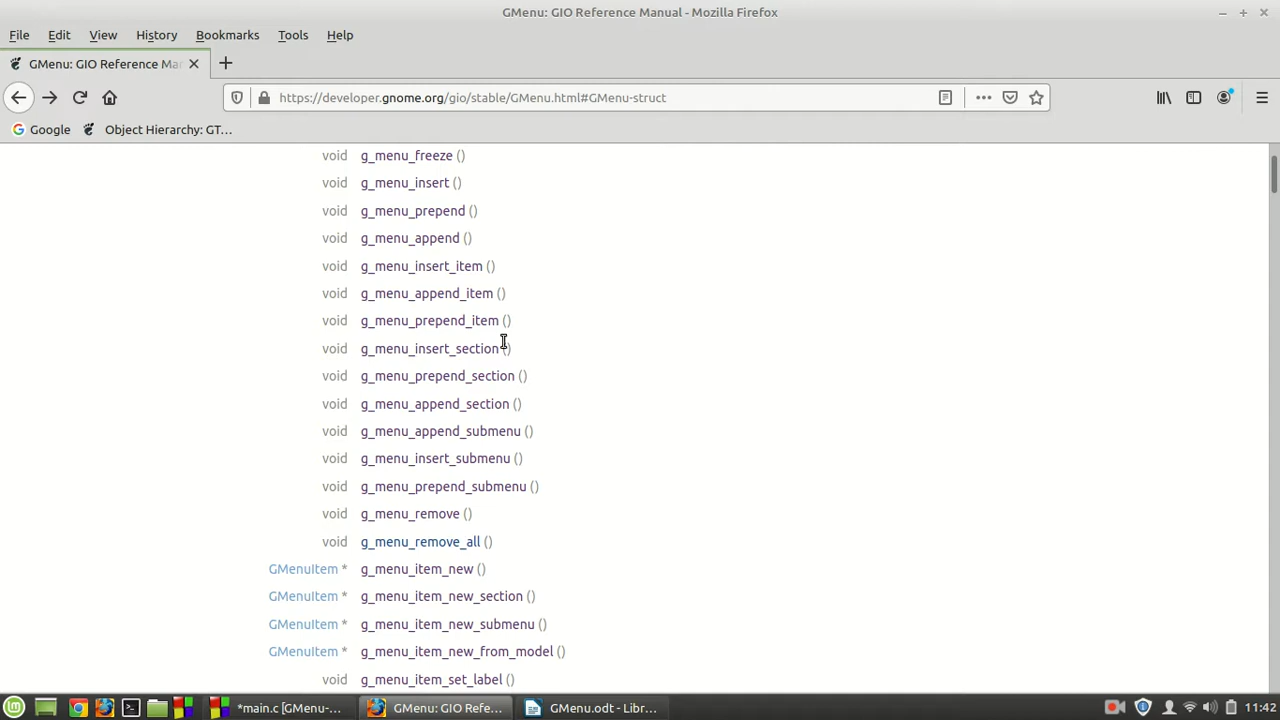 GMenu: GIO Reference Manual - Mozilla Firefox
File Edit View History Bookmarks Tools Help
GMenu: GIO Reference Mar
https://developer.gnome.org/gio/stable/GMenu.html#GMenu-struct
Google Object Hierarchy: GT...
void g_menu_freeze ()
void g_menu_insert ()
void g_menu_prepend ()
void g_menu_append ()
void g_menu_insert_item ()
void g_menu_append_item ()
void g_menu_prepend_item ()
void g_menu_insert_section ()
void g_menu_prepend_section ()
void g_menu_append_section ()
void g_menu_append_submenu ()
void g_menu_insert_submenu ()
void g_menu_prepend_submenu ()
void g_menu_remove ()
void g_menu_remove_all ()
GMenuItem * g_menu_item_new ()
GMenuItem * g_menu_item_new_section ()
GMenuItem * g_menu_item_new_submenu ()
GMenuItem * g_menu_item_new_from_model ()
void g_menu_item_set_label ()
*main.c [GMenu-... GMenu: GIO Refe... GMenu.odt - Libr... 11:42